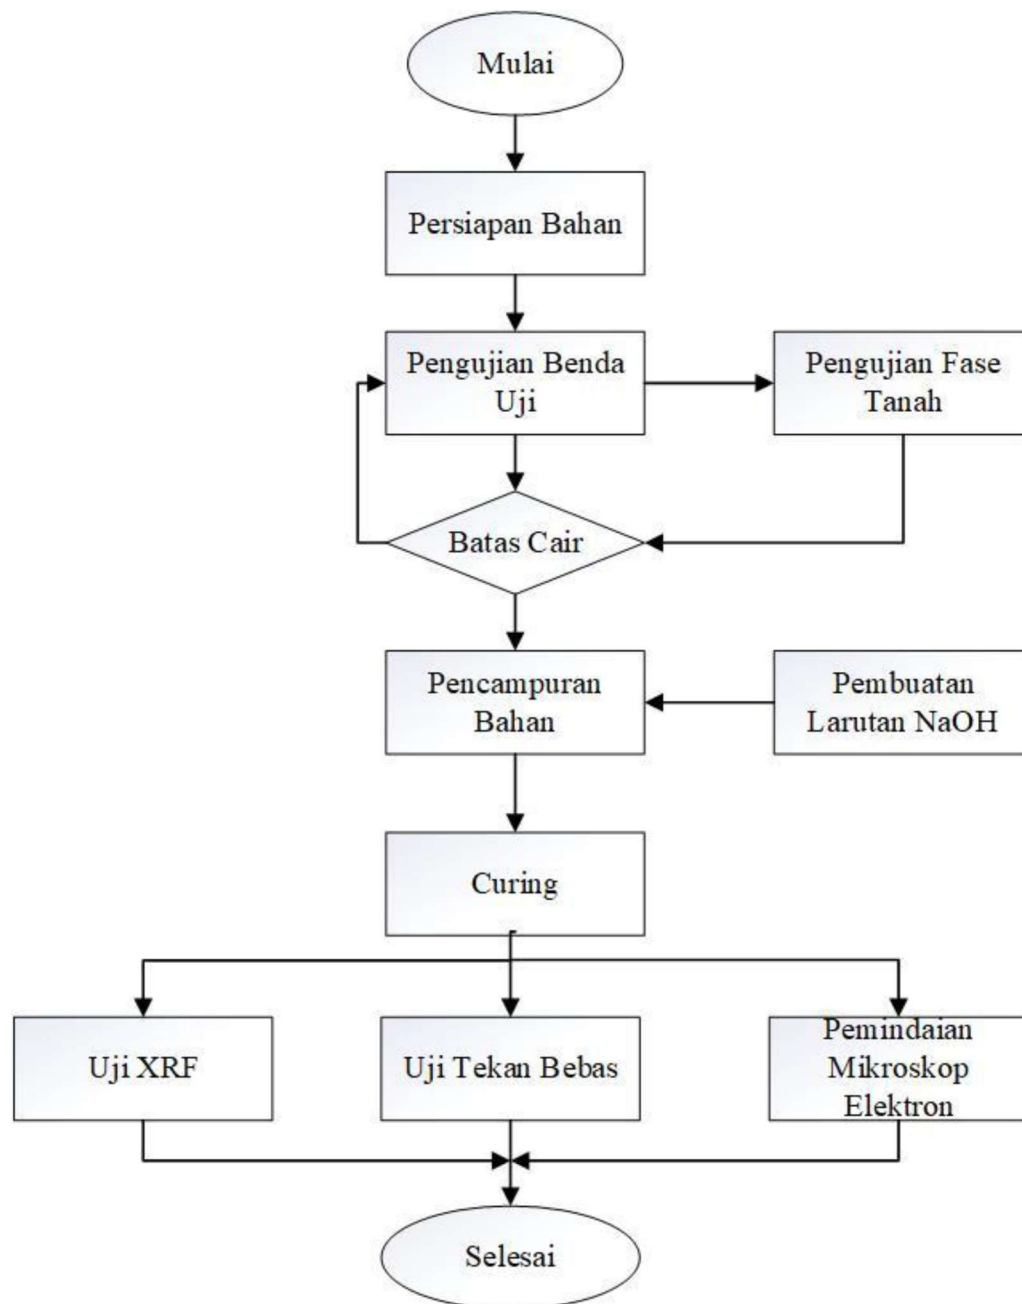 Mulai
Persiapan Bahan
Pengujian Benda
Uji
Pengujian Fase
Tanah
Batas Cair
Pencampuran
Bahan
Pembuatan
Larutan NaOH
Curing
Uji XRF
Uji Tekan Bebas
Pemindaian
Mikroskop
Elektron
Selesai